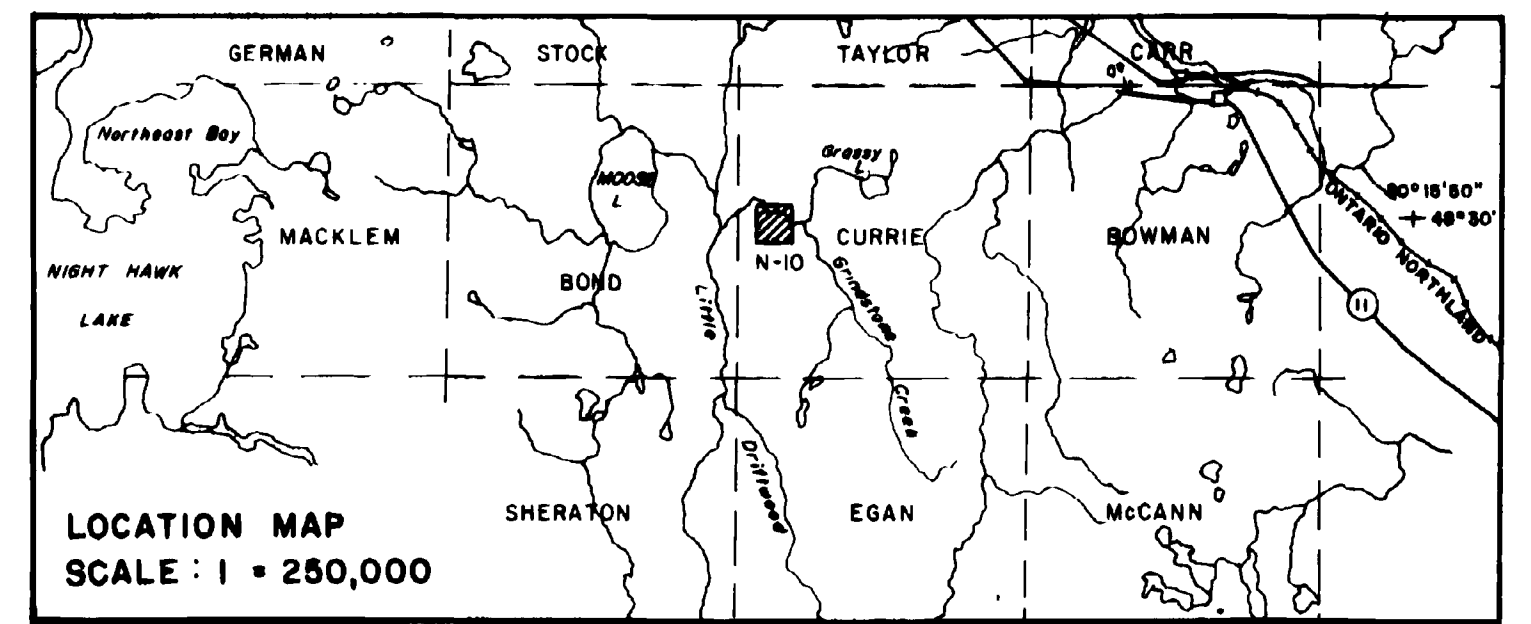 GERMAN STOCK TAYLOR CARR
Northeast Bay
Grassy
L
MOOSE
L
80° 15' 50"
48° 30'
MACKLEM CURRIE BOWMAN
ONTARIO NORTHLAND
N-10
NIGHT HAWK
LAKE
BOND
Little
Grindstone
Creek
11
Driftwood
SHERATON EGAN McCANN
LOCATION MAP
SCALE : 1 = 250,000